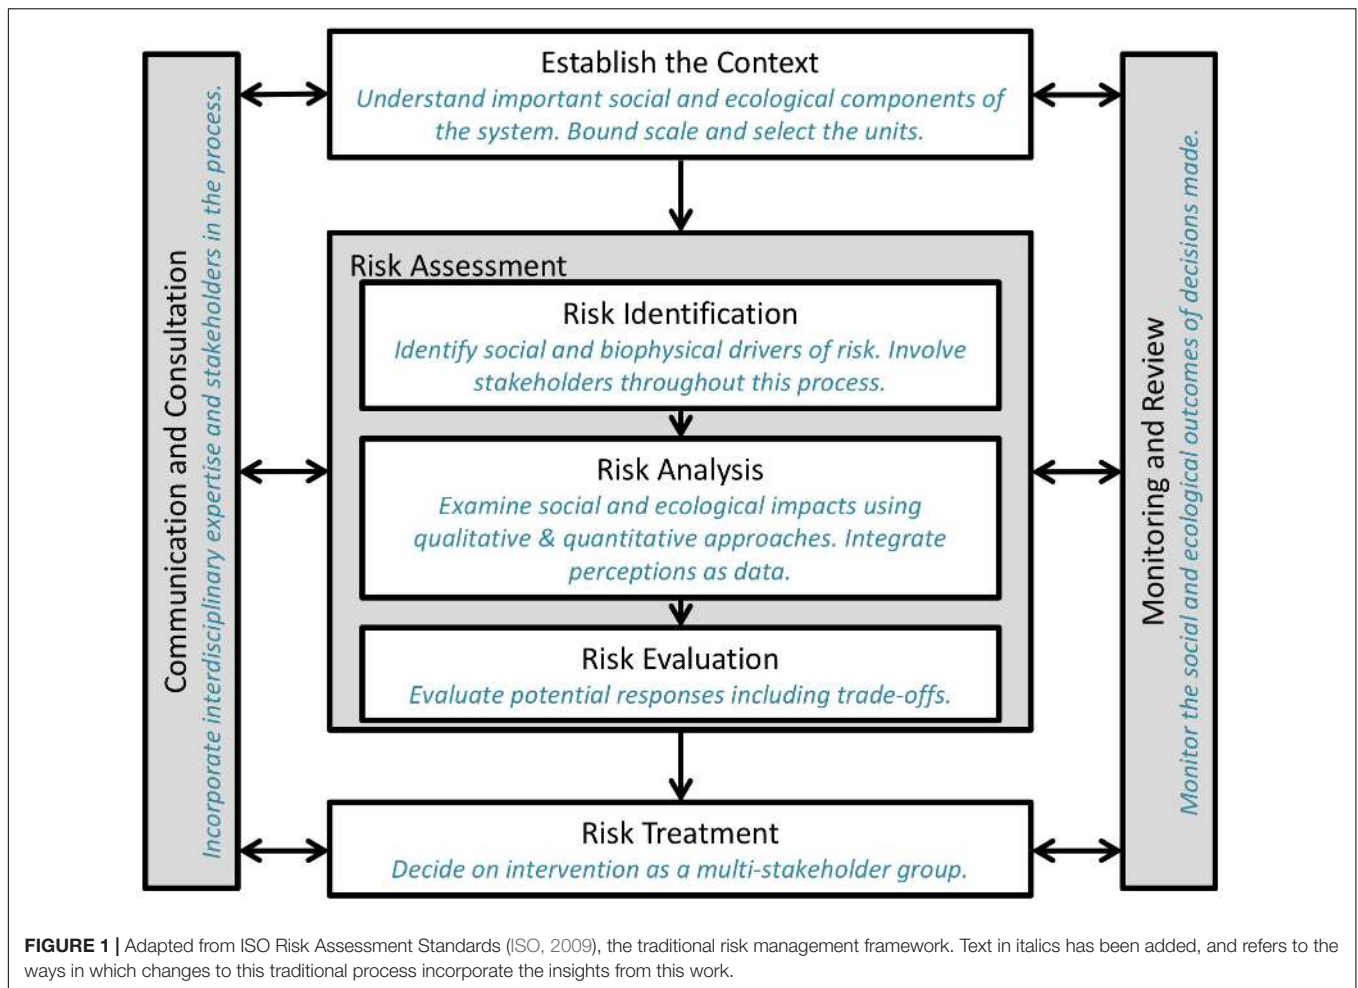 Communication and Consultation
Incorporate interdisciplinary expertise and stakeholders in the process.
Establish the Context
Understand important social and ecological components of
the system. Bound scale and select the units.
Risk Assessment
Risk Identification
Identify social and biophysical drivers of risk. Involve
stakeholders throughout this process.
Risk Analysis
Examine social and ecological impacts using
qualitative & quantitative approaches. Integrate
perceptions as data.
Risk Evaluation
Evaluate potential responses including trade-offs.
Risk Treatment
Decide on intervention as a multi-stakeholder group.
Monitoring and Review
Monitor the social and ecological outcomes of decisions made.
FIGURE 1 | Adapted from ISO Risk Assessment Standards (ISO, 2009), the traditional risk management framework. Text in italics has been added, and refers to the
ways in which changes to this traditional process incorporate the insights from this work.